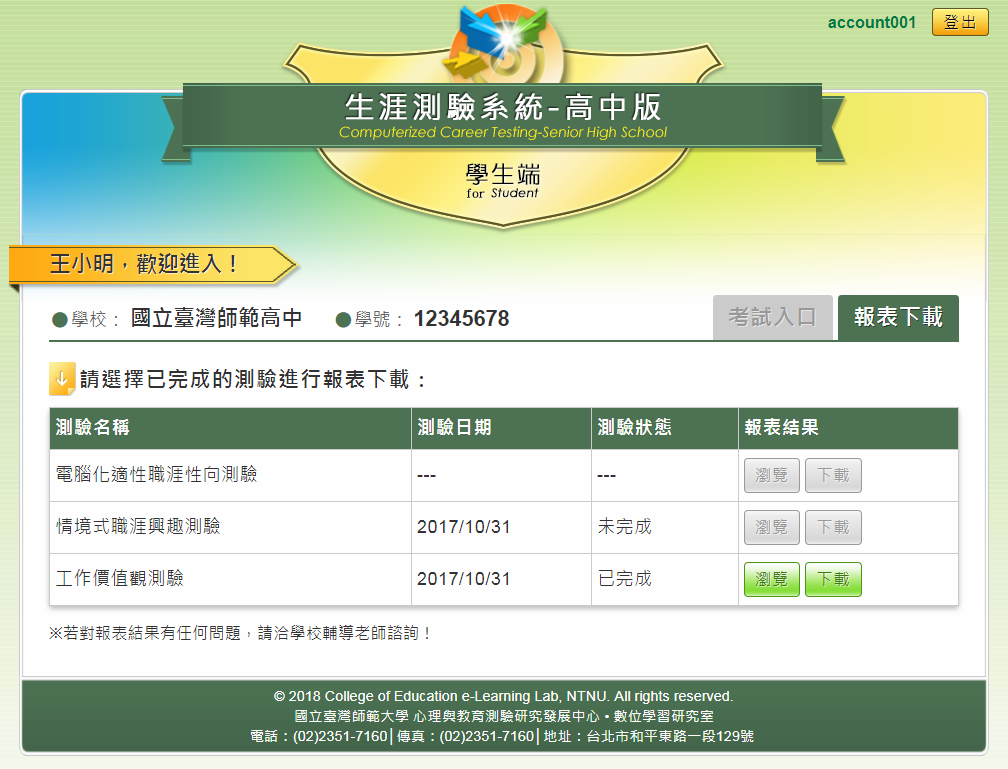 account001 登出
生涯測驗系統-高中版
Computerized Career Testing-Senior High School
學生端
for Student
王小明，歡迎進入！
●學校： 國立臺灣師範高中 ●學號： 12345678 考試入口 報表下載
請選擇已完成的測驗進行報表下載：
測驗名稱 測驗日期 測驗狀態 報表結果
電腦化適性職涯性向測驗 --- --- 瀏覽 下載
情境式職涯興趣測驗 2017/10/31 未完成 瀏覽 下載
工作價值觀測驗 2017/10/31 已完成 瀏覽 下載
※若對報表結果有任何問題，請洽學校輔導老師諮詢！
© 2018 College of Education e-Learning Lab, NTNU. All rights reserved.
國立臺灣師範大學 心理與教育測驗研究發展中心‧數位學習研究室
電話：(02)2351-7160│傳真：(02)2351-7160│地址：台北市和平東路一段129號